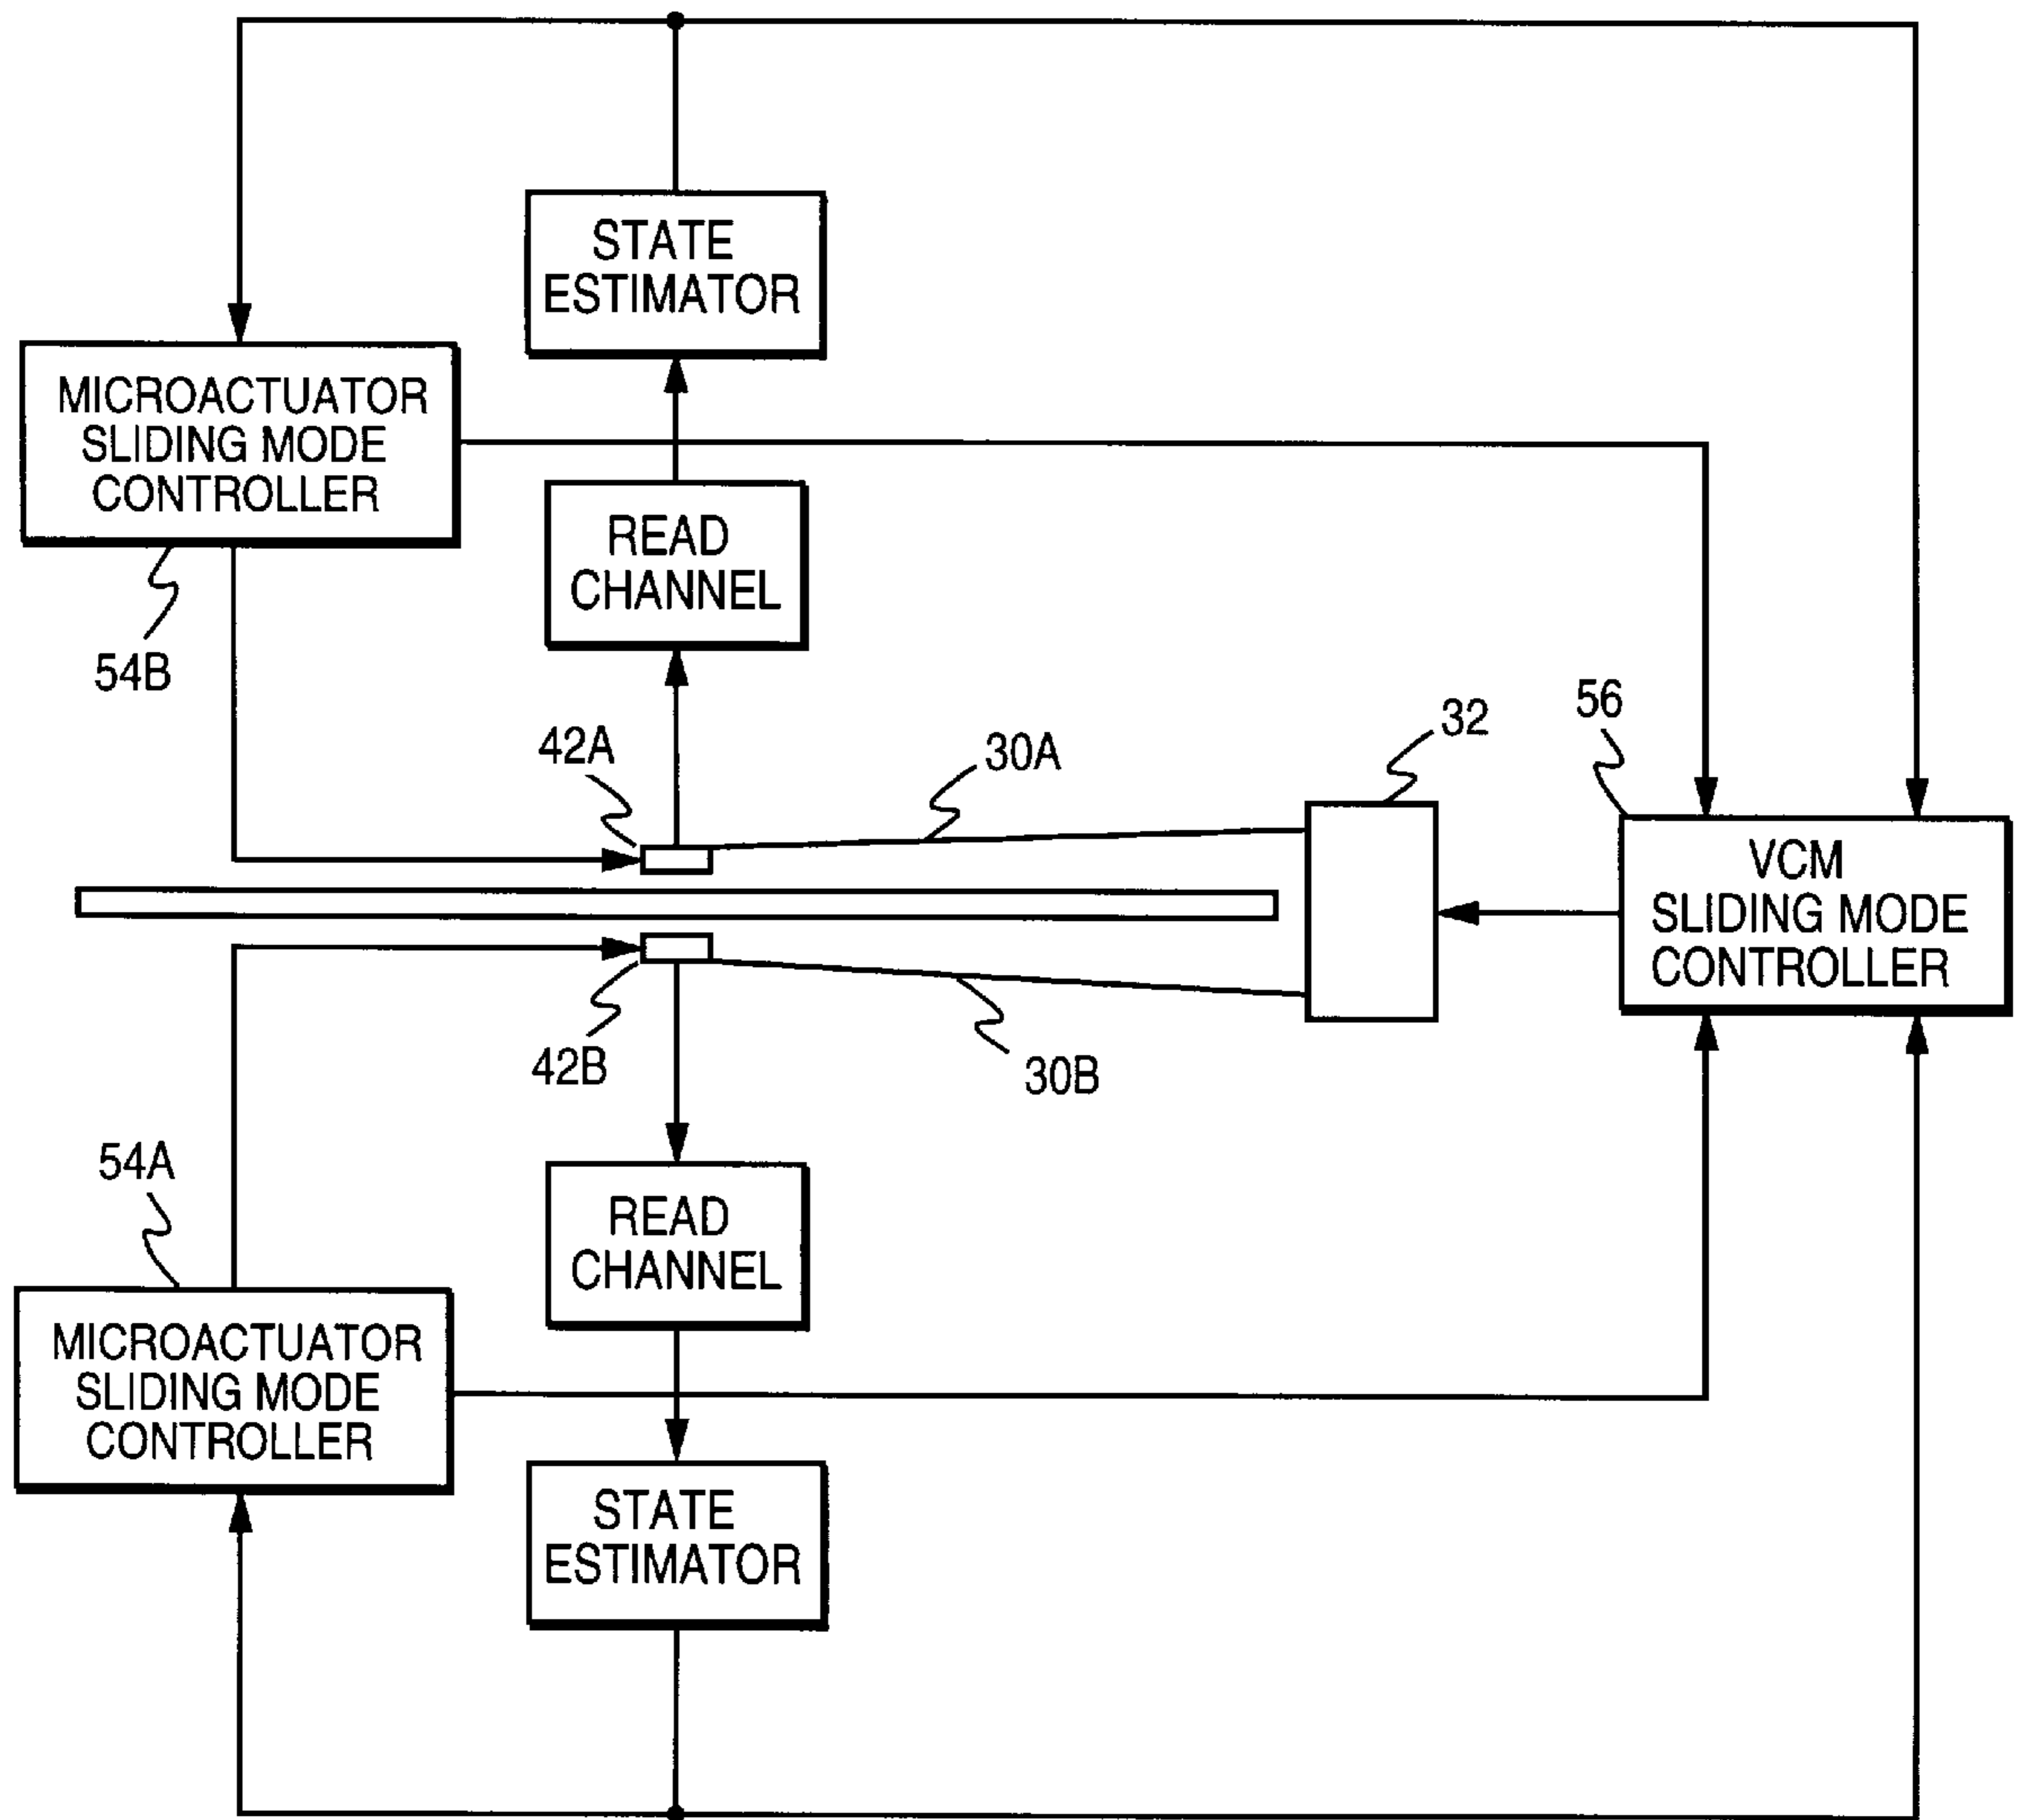 STATE
ESTIMATOR
MICROACTUATOR
SLIDING MODE
CONTROLLER
READ
CHANNEL
54B
42A
30A
32
56
VCM
SLIDING MODE
CONTROLLER
42B
30B
54A
READ
CHANNEL
MICROACTUATOR
SLIDING MODE
CONTROLLER
STATE
ESTIMATOR